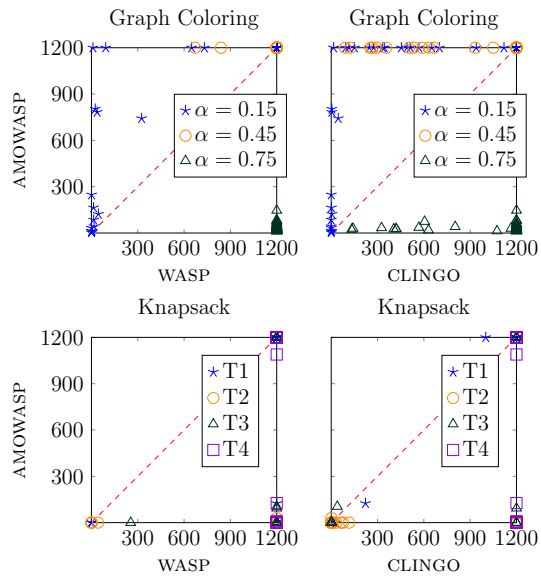 Graph Coloring
1200
900
600
300
300 600 900 1200
AMOWASP
WASP
α = 0.15
α = 0.45
α = 0.75
Graph Coloring
1200
300 600 900 1200
CLINGO
α = 0.15
α = 0.45
α = 0.75
Knapsack
1200
900
600
300
300 600 900 1200
AMOWASP
WASP
T1
T2
T3
T4
Knapsack
1200
900
600
300
300 600 900 1200
CLINGO
T1
T2
T3
T4